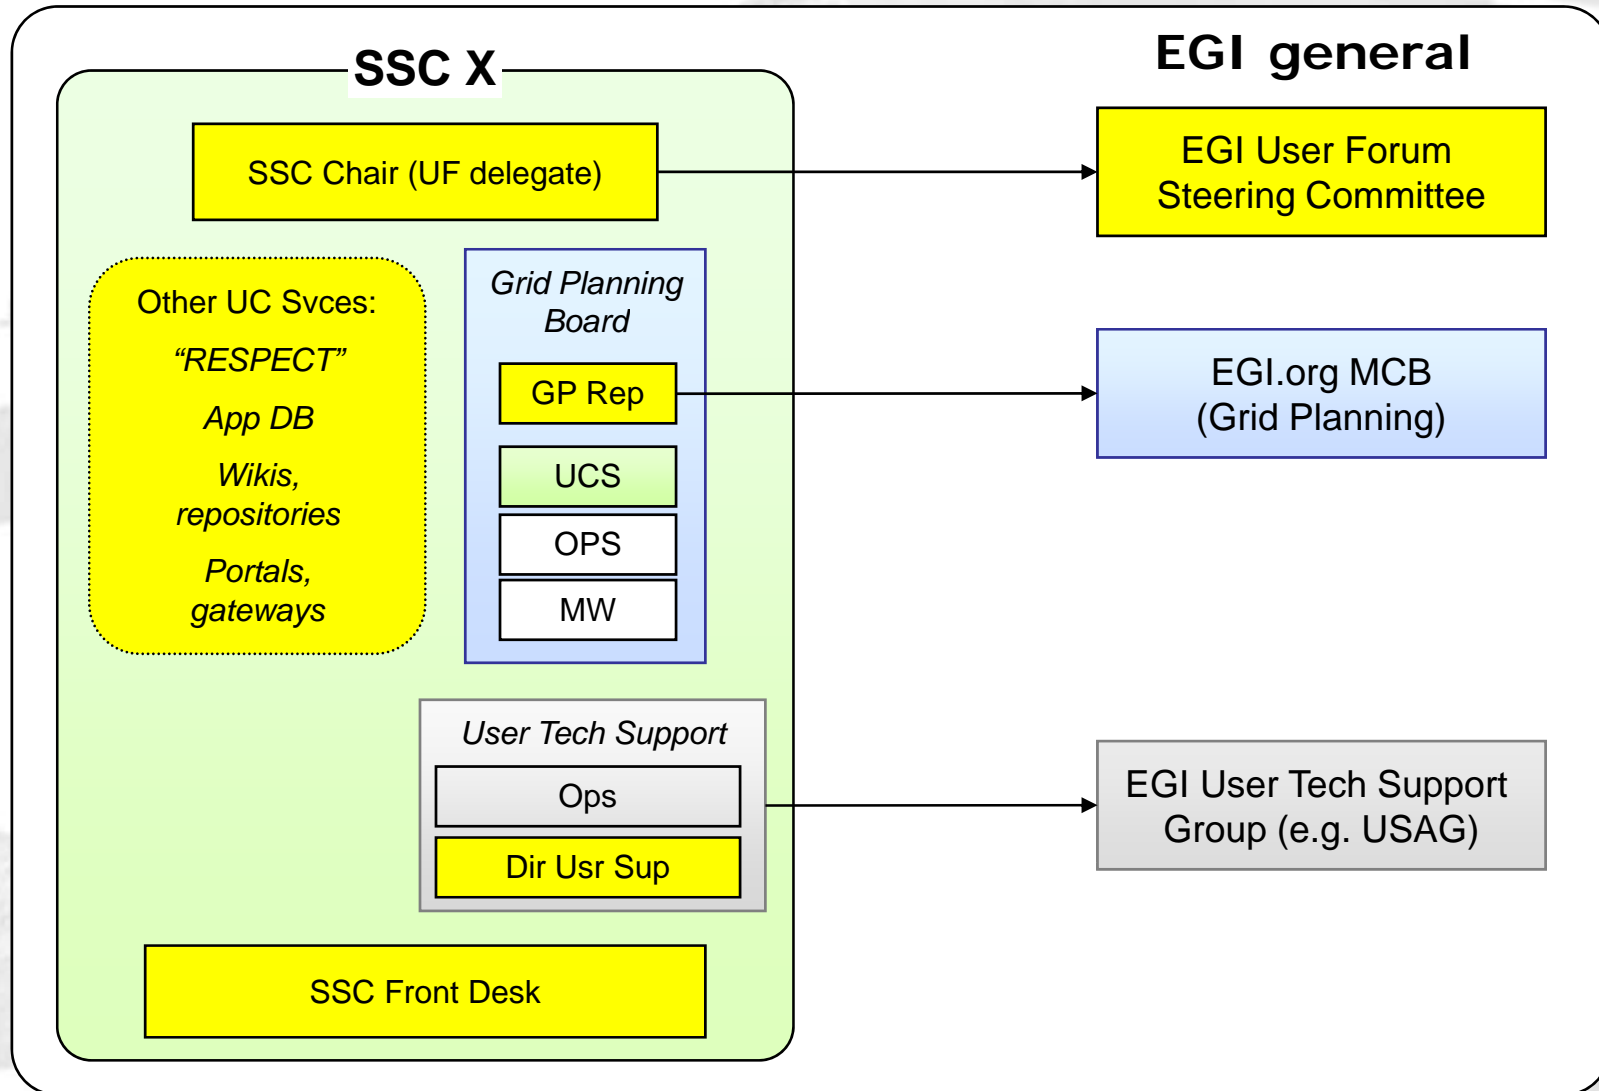 SSC X
EGI general
SSC Chair (UF delegate)
EGI User Forum
Steering Committee
Other UC Svces:
“RESPECT”
App DB
Wikis,
repositories
Portals,
gateways
Grid Planning
Board
GP Rep
UCS
OPS
MW
EGI.org MCB
(Grid Planning)
User Tech Support
Ops
Dir Usr Sup
EGI User Tech Support
Group (e.g. USAG)
SSC Front Desk